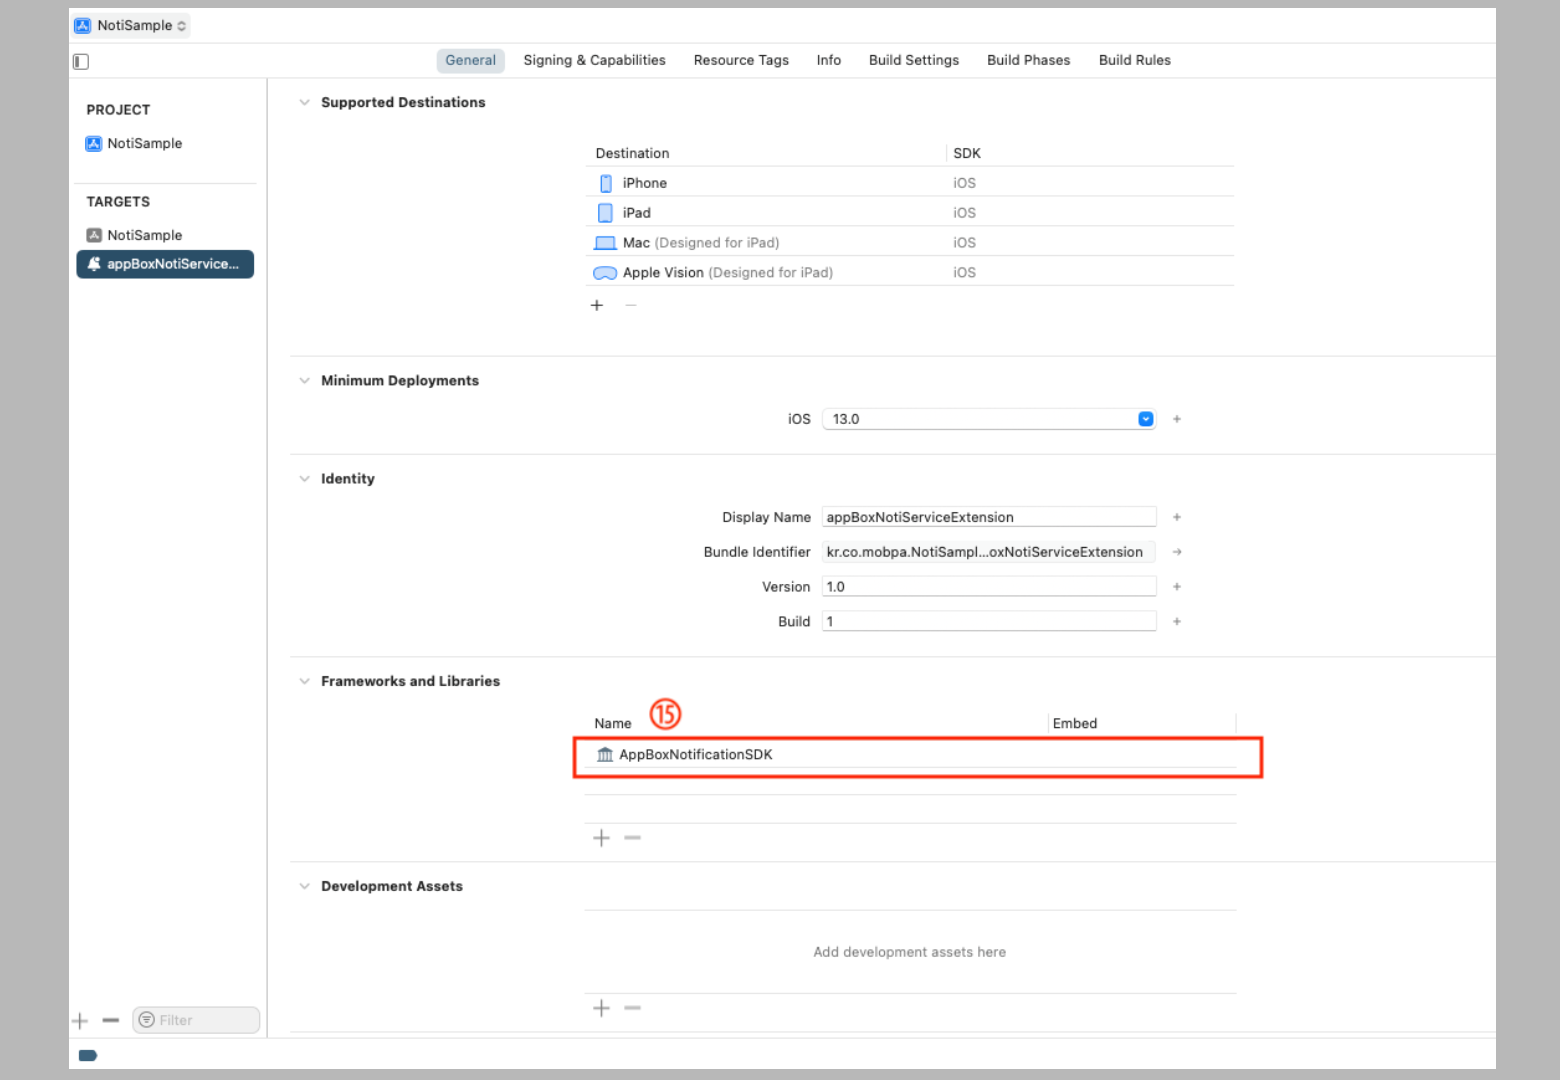 NotiSample
General Signing & Capabilities Resource Tags Info Build Settings Build Phases Build Rules
PROJECT
NotiSample
TARGETS
NotiSample
appBoxNotiService...
Supported Destinations
Destination SDK
iPhone iOS
iPad iOS
Mac (Designed for iPad) iOS
Apple Vision (Designed for iPad) iOS
Minimum Deployments
iOS 13.0
Identity
Display Name appBoxNotiServiceExtension
Bundle Identifier kr.co.mobpa.NotiSampl...oxNotiServiceExtension
Version 1.0
Build 1
Frameworks and Libraries
Name ⑮ Embed
AppBoxNotificationSDK
Development Assets
Add development assets here
Filter